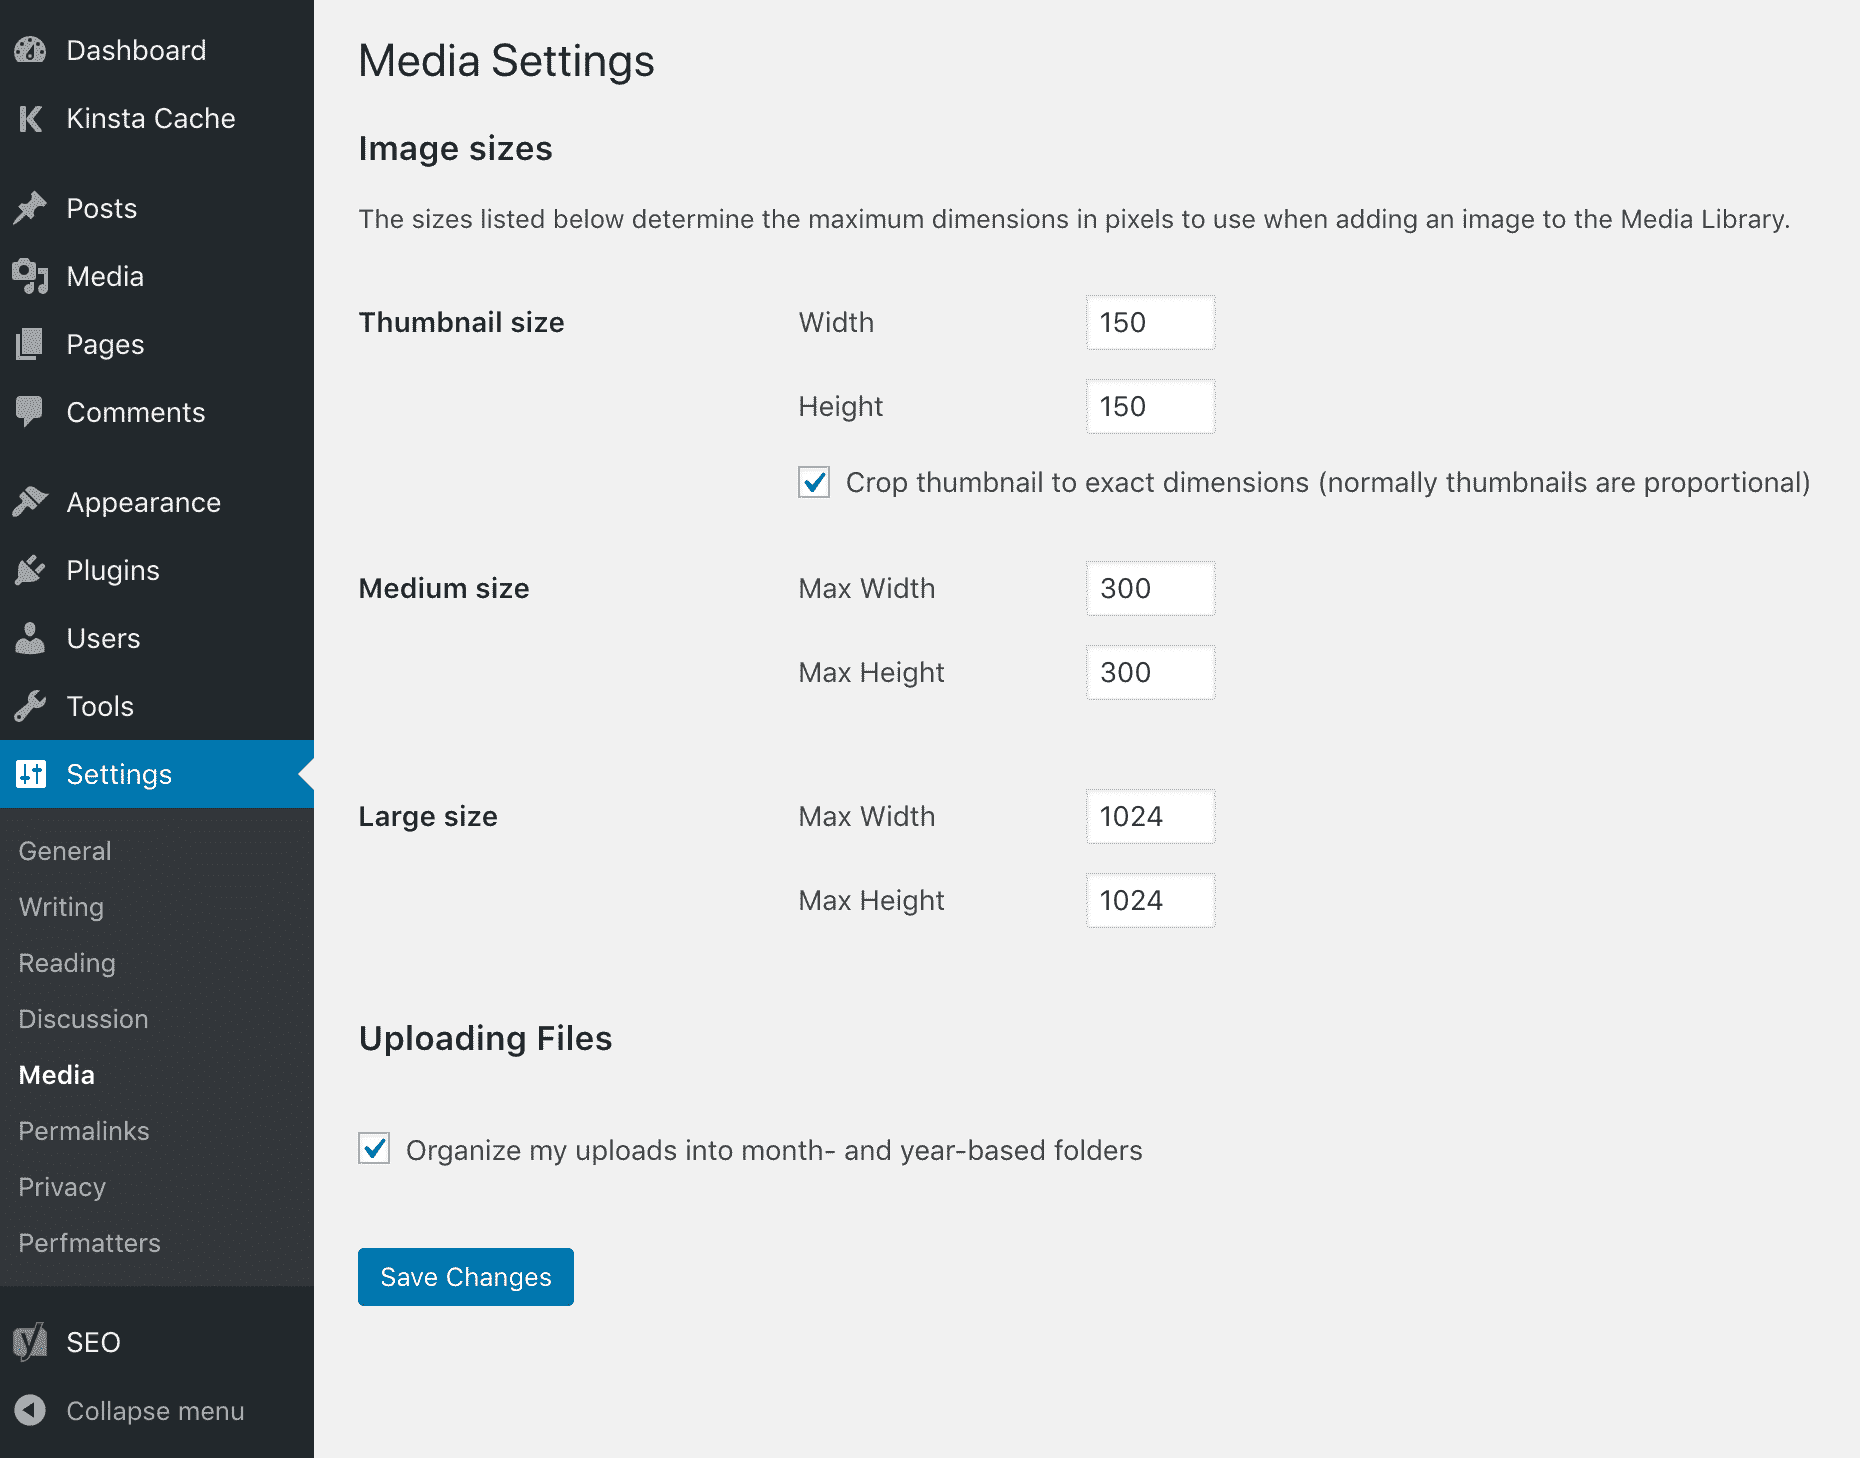 Dashboard
Kinsta Cache
Posts
Media
Pages
Comments
Appearance
Plugins
Users
Tools
Settings
General
Writing
Reading
Discussion
Media
Permalinks
Privacy
Perfmatters
SEO
Collapse menu
Media Settings
Image sizes
The sizes listed below determine the maximum dimensions in pixels to use when adding an image to the Media Library.
Thumbnail size
Width 150
Height 150
Crop thumbnail to exact dimensions (normally thumbnails are proportional)
Medium size
Max Width 300
Max Height 300
Large size
Max Width 1024
Max Height 1024
Uploading Files
Organize my uploads into month- and year-based folders
Save Changes